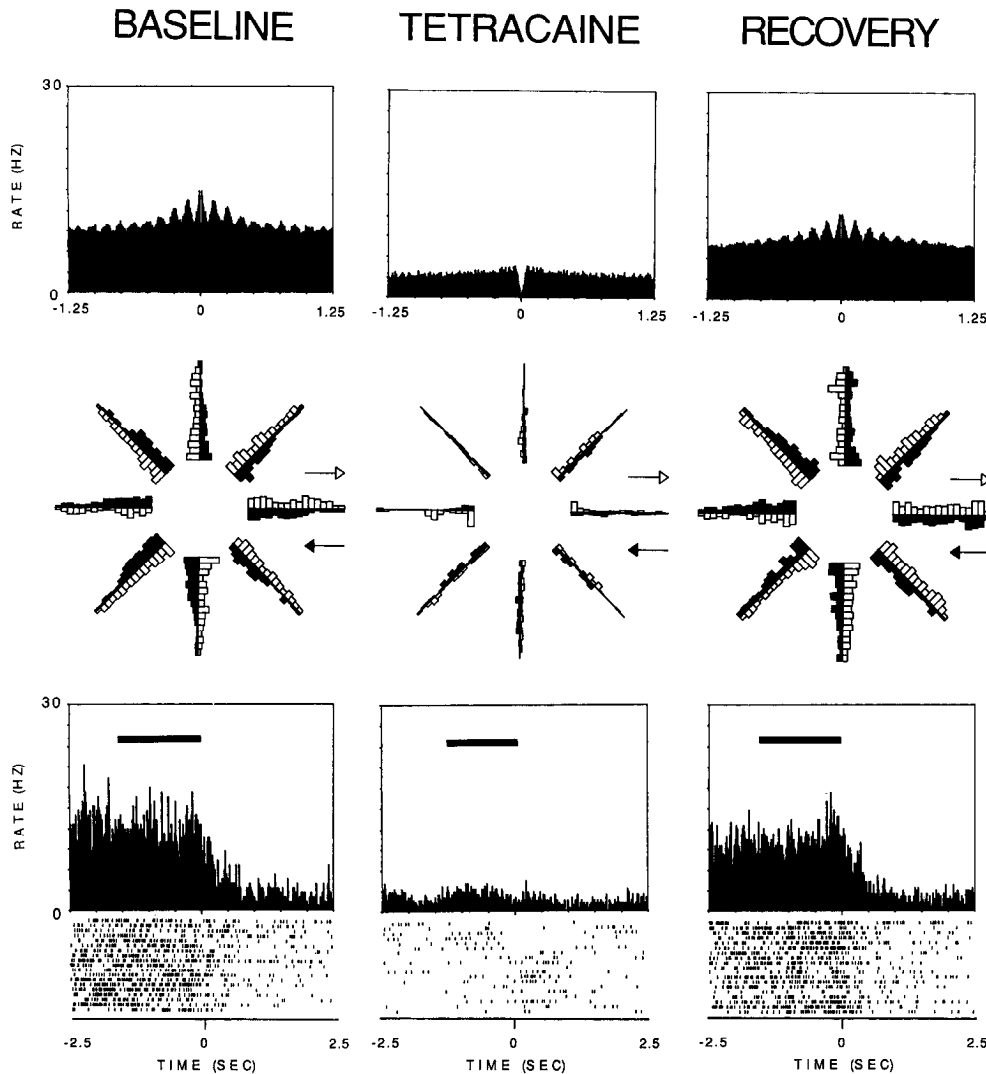 BASELINE TETRACAINE RECOVERY
30
RATE (HZ)
0
-1.25 0 1.25 -1.25 0 1.25 -1.25 0 1.25
30
RATE (HZ)
0
-2.5 0 2.5 -2.5 0 2.5 -2.5 0 2.5
TIME (SEC) TIME (SEC) TIME (SEC)